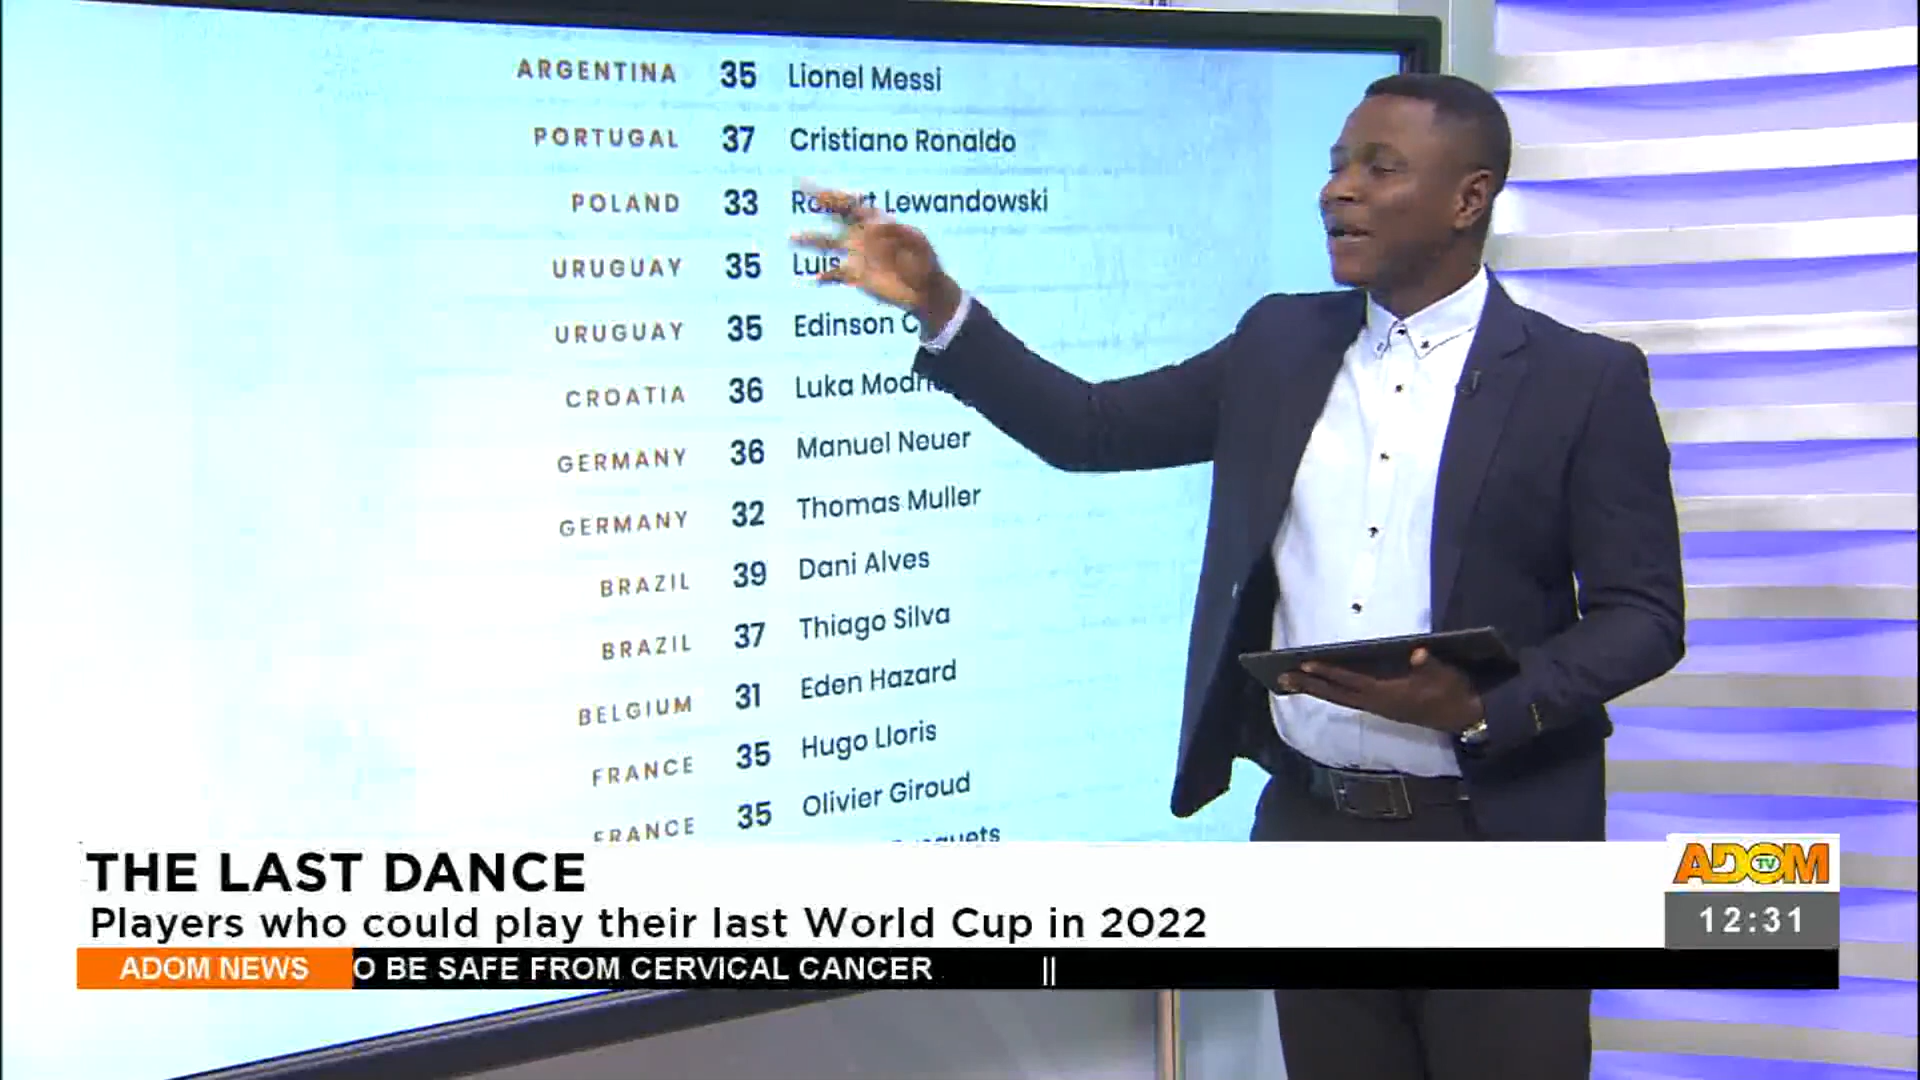 ARGENTINA 35 Lionel Messi
PORTUGAL 37 Cristiano Ronaldo
POLAND 33 Lewandowski
URUGUAY 35 Luis
URUGUAY 35 Edinson
CROATIA 36 Luka
GERMANY 36 Manuel Neuer
GERMANY 32 Thomas Muller
BRAZIL 39 Dani Alves
BRAZIL 37 Thiago Silva
BELGIUM 31 Eden Hazard
FRANCE 35 Hugo Lloris
FRANCE 35 Olivier Giroud
THE LAST DANCE
Players who could play their last World Cup in 2022
ADOM TV
12:31
ADOM NEWS O BE SAFE FROM CERVICAL CANCER ||